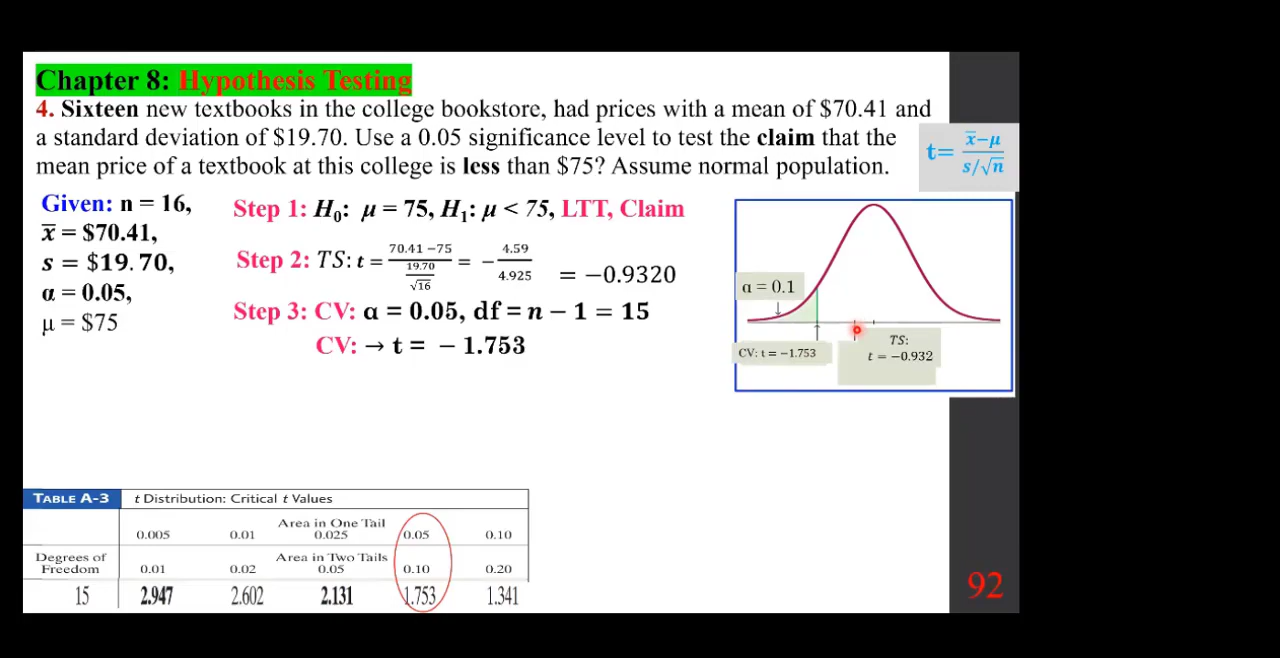 Chapter 8: Hypothesis Testing
4. Sixteen new textbooks in the college bookstore, had prices with a mean of $70.41 and
a standard deviation of $19.70. Use a 0.05 significance level to test the claim that the
mean price of a textbook at this college is less than $75? Assume normal population.
t= x̄−μ / s/√n
Given: n = 16,
x̄ = $70.41,
s = $19.70,
α = 0.05,
μ = $75
Step 1: H₀: μ = 75, H₁: μ < 75, LTT, Claim
Step 2: TS: t = 70.41 −75 / 19.70/√16 = − 4.59/4.925 = −0.9320
Step 3: CV: α = 0.05, df = n − 1 = 15
CV: → t = − 1.753
α = 0.1
CV: t = −1.753
TS:
t = −0.932
TABLE A-3 t Distribution: Critical t Values
Area in One Tail
0.005 0.01 0.025 0.05 0.10
Degrees of Freedom Area in Two Tails
0.01 0.02 0.05 0.10 0.20
15 2.947 2.602 2.131 1.753 1.341
92